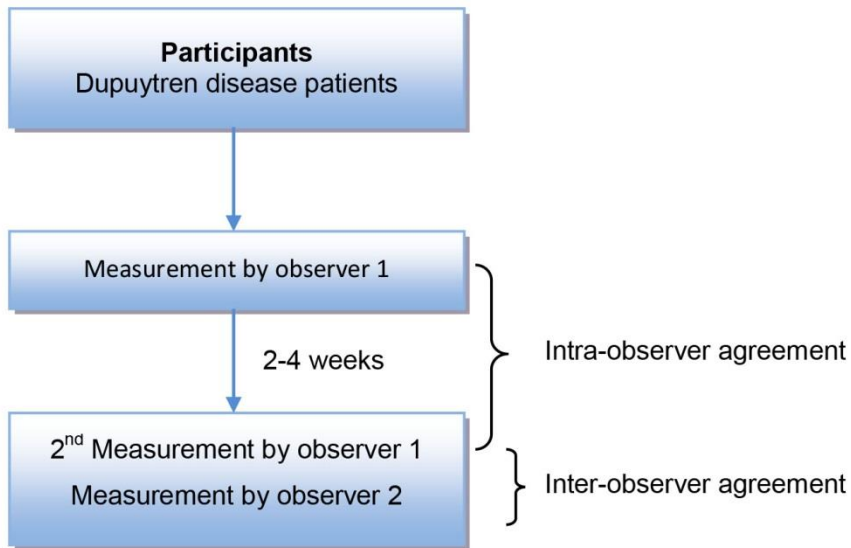 Participants
Dupuytren disease patients
Measurement by observer 1
2-4 weeks
Intra-observer agreement
2nd Measurement by observer 1
Measurement by observer 2
Inter-observer agreement